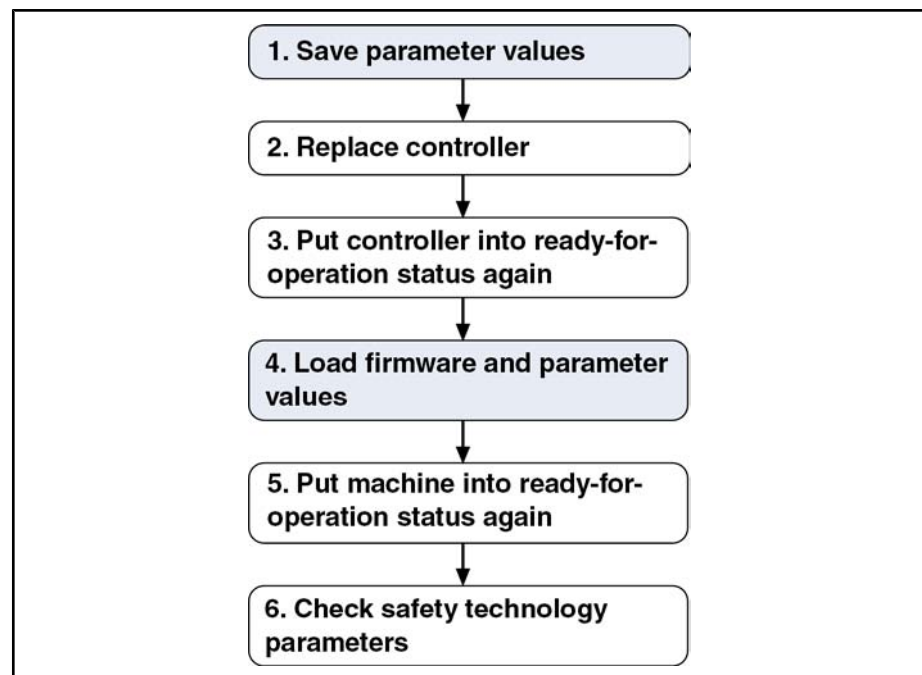 1. Save parameter values
2. Replace controller
3. Put controller into ready-for-
operation status again
4. Load firmware and parameter
values
5. Put machine into ready-for-
operation status again
6. Check safety technology
parameters